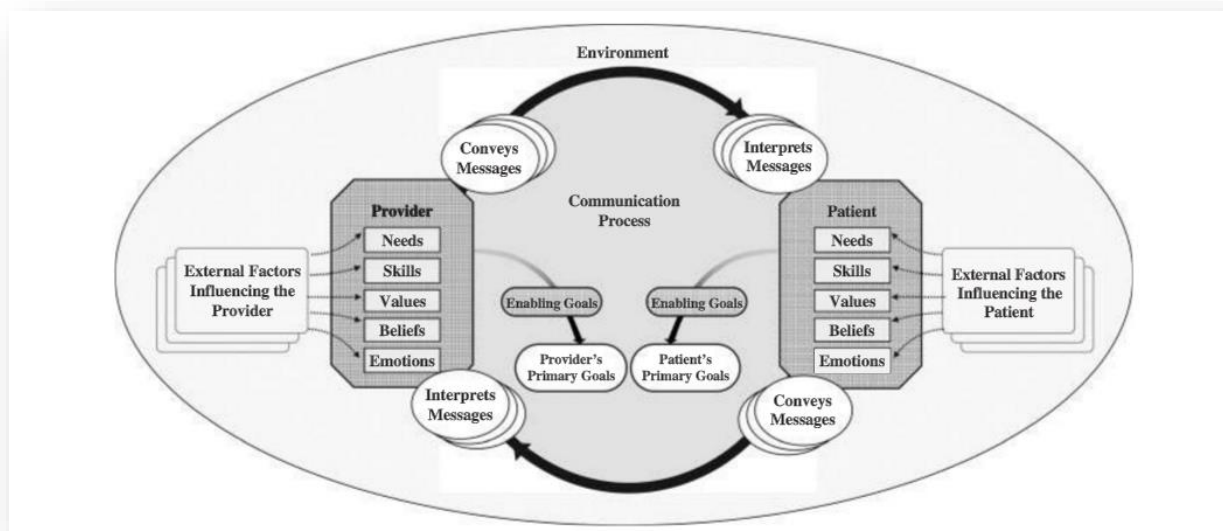 Environment
Conveys
Messages
Interprets
Messages
Communication
Process
Provider
Needs
Skills
Values
Beliefs
Emotions
Patient
Needs
Skills
Values
Beliefs
Emotions
External Factors
Influencing the
Provider
External Factors
Influencing the
Patient
Enabling Goals
Enabling Goals
Provider's
Primary Goals
Patient's
Primary Goals
Interprets
Messages
Conveys
Messages